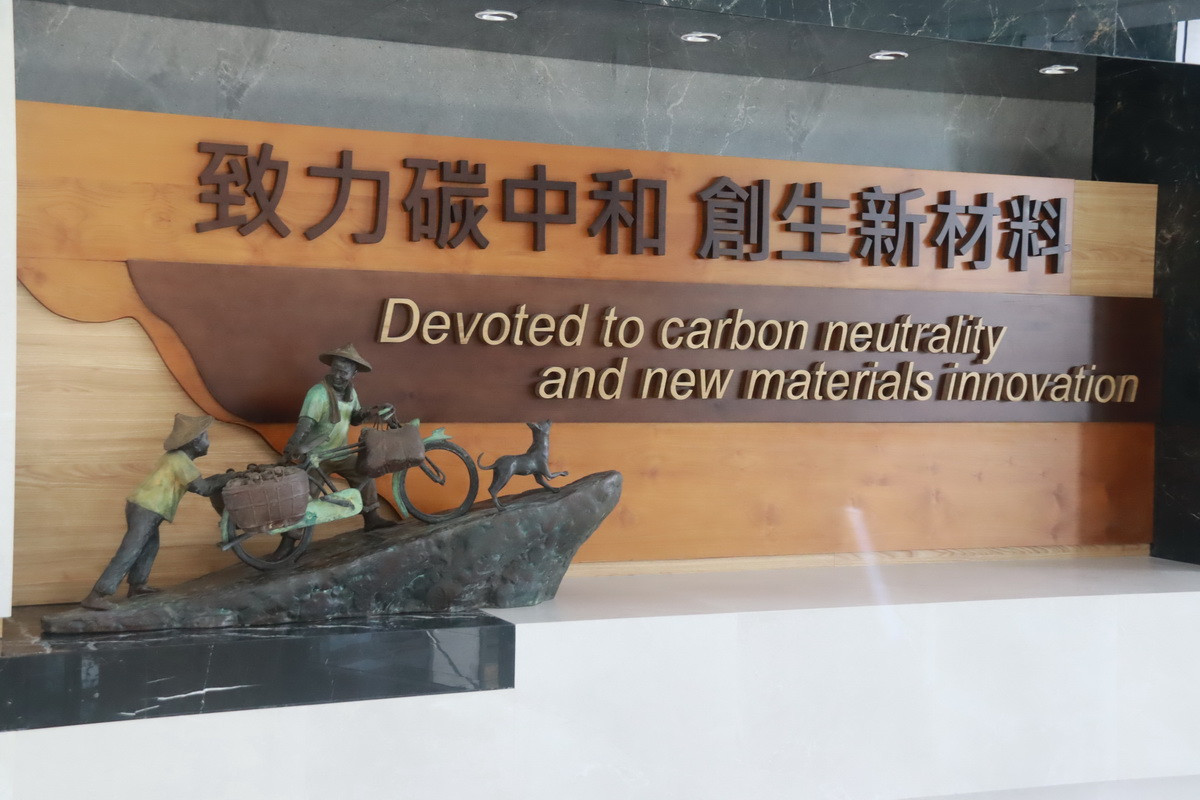 致力碳中和 創生新材料
Devoted to carbon neutrality
and new materials innovation